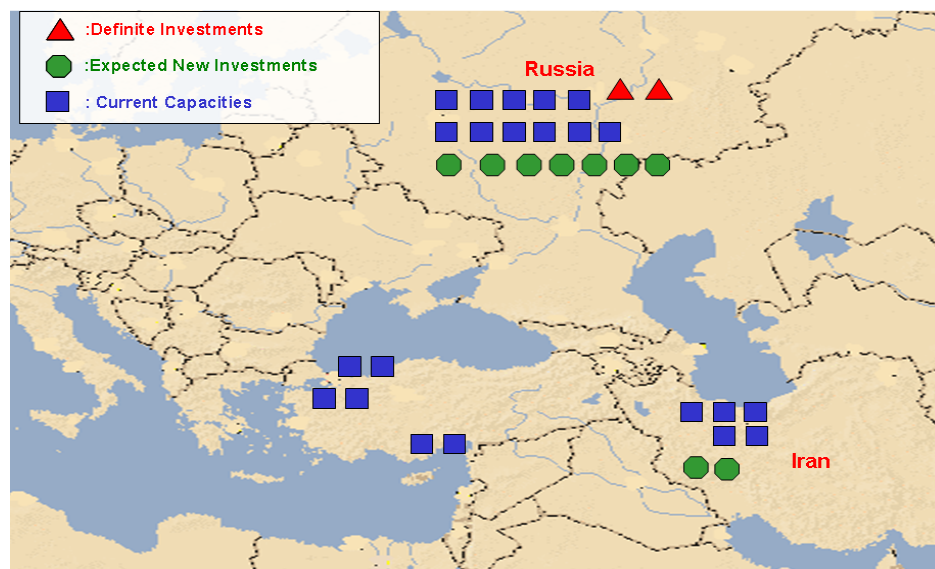 :Definite Investments
:Expected New Investments
: Current Capacities
Russia
Iran